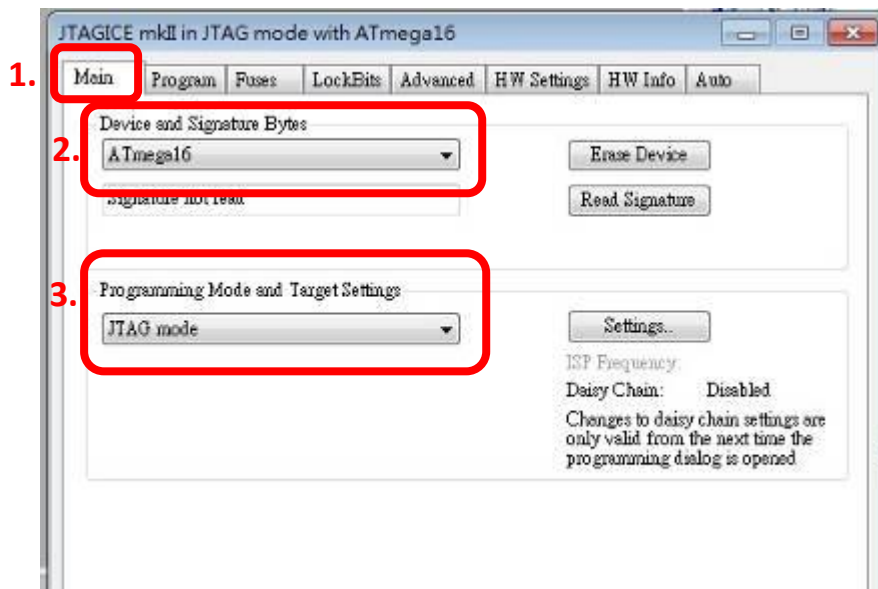 JTAGICE mkII in JTAG mode with ATmega16
1.
Main Program Fuses LockBits Advanced HW Settings HW Info Auto
Device and Signature Bytes
2.
ATmega16
Erase Device
Signature not read
Read Signature
Programming Mode and Target Settings
3.
JTAG mode
Settings..
ISP Frequency:
Daisy Chain: Disabled
Changes to daisy chain settings are
only valid from the next time the
programming dialog is opened